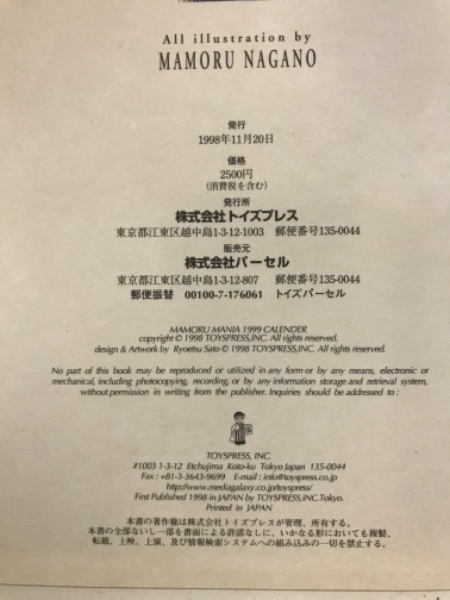 All illustration by
MAMORU NAGANO
発行
1998年11月20日
価格
2500円
(消費税を含む)
発行所
株式会社トイズプレス
東京都江東区越中島1-3-12-1003　郵便番号135-0044
販売元
株式会社パーセル
東京都江東区越中島1-3-12-807　郵便番号135-0044
郵便振替　00100-7-176061　トイズパーセル
MAMORU MANIA 1999 CALENDER
copyright © 1998 TOYSPRESS,INC. All rights reserved.
design & Artwork by Ryoetsu Sato © 1998 TOYSPRESS,INC. All rights reserved.
No part of this book may be reproduced or utilized in any form or by any means, electronic or
mechanical, including photocopying, recording, or by any information storage and retrieval system,
without permission in writing from the publisher. Inquiries should be addressed to :
TOYSPRESS, INC.
#1003 1-3-12 Etchujima Koto-ku Tokyo Japan 135-0044
Fax : +81-3-3643-9699 E-mail : info@toyspress.co.jp
http://www.mediagalaxy.co.jp/toyspress/
First Published 1998 in JAPAN by TOYSPRESS,INC.Tokyo.
Printed in JAPAN
本書の著作権は株式会社トイズプレスが管理、所有する。
本書の全部ないし一部を書面による許諾なしに、いかなる形においても複製、
転載、上映、上演、及び情報検索システムへの組み込みの一切を禁止する。